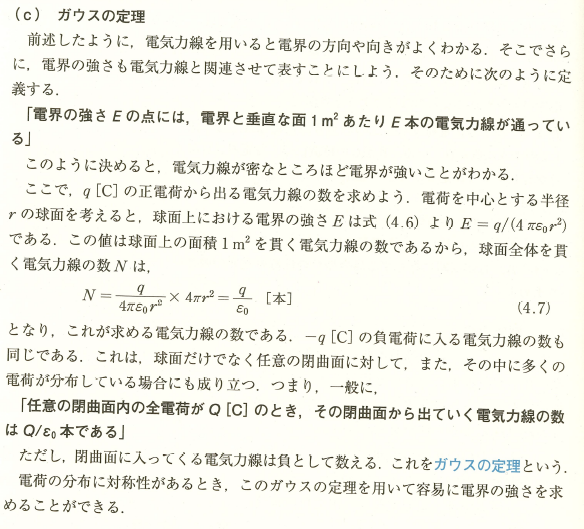 (c) ガウスの定理
前述したように，電気力線を用いると電界の方向や向きがよくわかる．そこでさら
に，電界の強さも電気力線と関連させて表すことにしよう，そのために次のように定
義する．
「電界の強さ E の点には，電界と垂直な面 1 m² あたり E 本の電気力線が通ってい
る」
このように決めると，電気力線が密なところほど電界が強いことがわかる．
ここで，q [C] の正電荷から出る電気力線の数を求めよう．電荷を中心とする半径
r の球面を考えると，球面上における電界の強さ E は式 (4.6) より E = q/(4πε₀r²)
である．この値は球面上の面積 1 m² を貫く電気力線の数であるから，球面全体を貫
く電気力線の数 N は，
N = q/(4πε₀r²) × 4πr² = q/ε₀ [本] (4.7)
となり，これが求める電気力線の数である．−q [C] の負電荷に入る電気力線の数も
同じである．これは，球面だけでなく任意の閉曲面に対して，また，その中に多くの
電荷が分布している場合にも成り立つ．つまり，一般に，
「任意の閉曲面内の全電荷が Q [C] のとき，その閉曲面から出ていく電気力線の数
は Q/ε₀ 本である」
ただし，閉曲面に入ってくる電気力線は負として数える．これをガウスの定理という．
電荷の分布に対称性があるとき，このガウスの定理を用いて容易に電界の強さを求
めることができる．